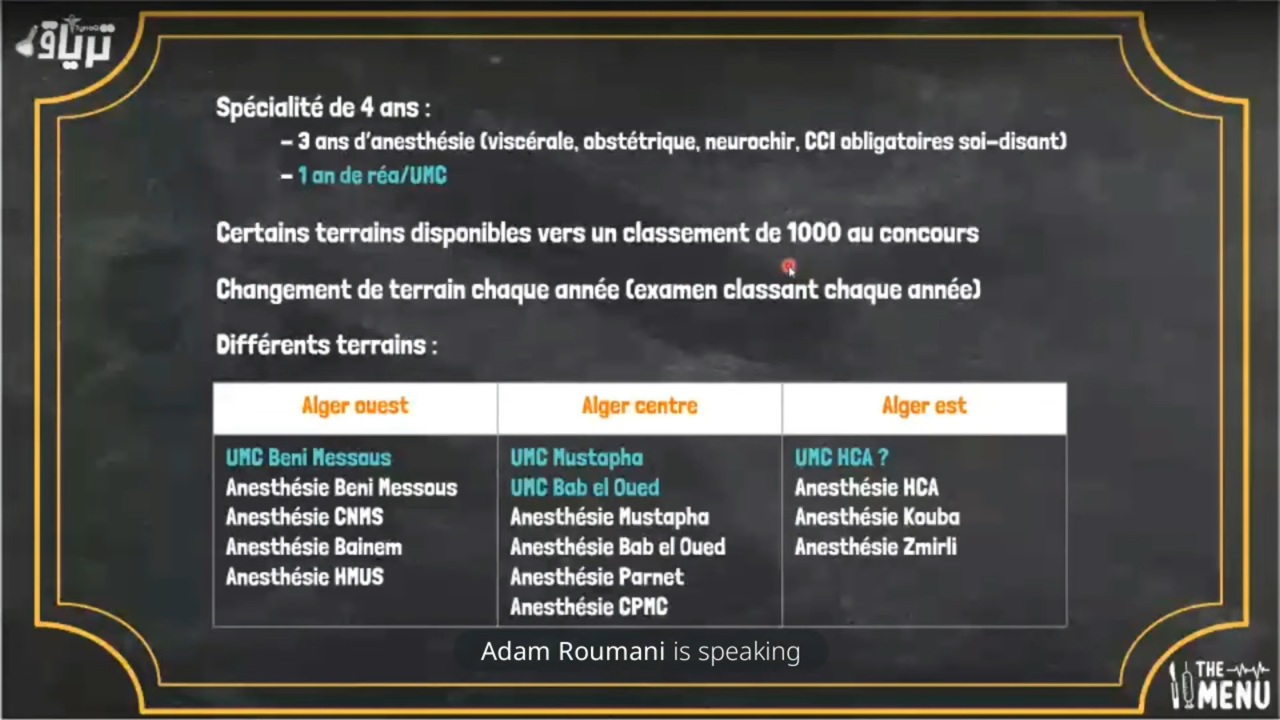 ترياق
Spécialité de 4 ans :
– 3 ans d'anesthésie (viscérale, obstétrique, neurochir, CCI obligatoires soi-disant)
– 1 an de réa/UMC
Certains terrains disponibles vers un classement de 1000 au concours
Changement de terrain chaque année (examen classant chaque année)
Différents terrains :
Alger ouest Alger centre Alger est
UMC Beni Messous UMC Mustapha UMC HCA ?
Anesthésie Beni Messous UMC Bab el Oued Anesthésie HCA
Anesthésie CNMS Anesthésie Mustapha Anesthésie Kouba
Anesthésie Bainem Anesthésie Bab el Oued Anesthésie Zmirli
Anesthésie HMUS Anesthésie Parnet
Anesthésie CPMC
Adam Roumani is speaking
THE
MENU